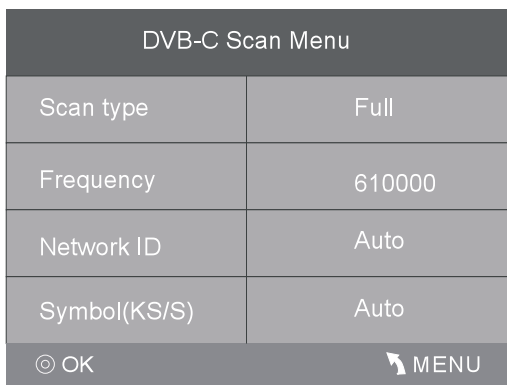 DVB-C Scan Menu
Scan type Full
Frequency 610000
Network ID Auto
Symbol(KS/S) Auto
OK MENU